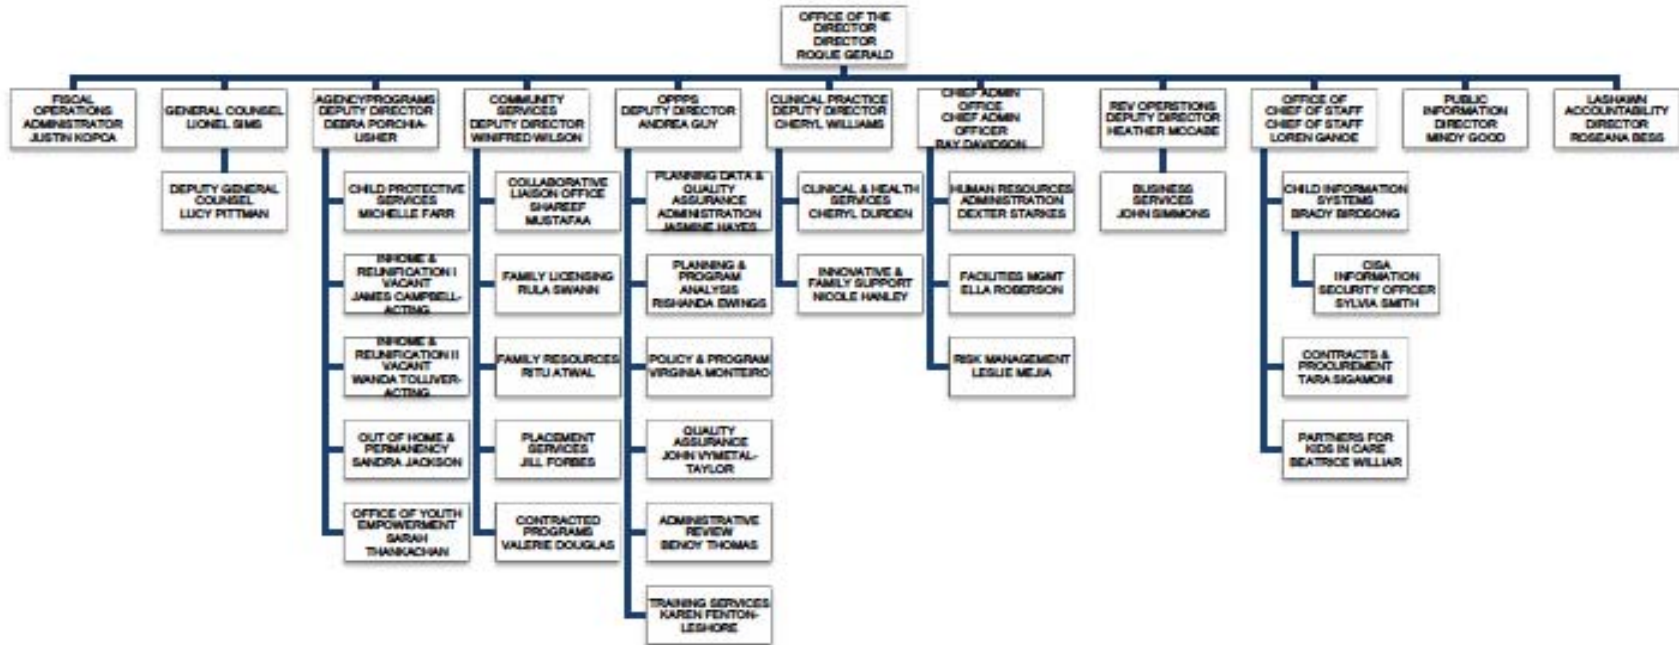 OFFICE OF THE
DIRECTOR
DIRECTOR
ROQUE GERALD
FISCAL
OPERATIONS
ADMINISTRATOR
JUSTIN KOPCA
GENERAL COUNSEL
LIONEL SIMS
AGENCYPROGRAMS
DEPUTY DIRECTOR
DEBRA PORCHIA-
USHER
COMMUNITY
SERVICES
DEPUTY DIRECTOR
WINIFRED WILSON
OPPPS
DEPUTY DIRECTOR
ANDREA GUY
CLINICAL PRACTICE
DEPUTY DIRECTOR
CHERYL WILLIAMS
CHIEF ADMIN
OFFICE
CHIEF ADMIN
OFFICER
RAY DAVIDSON
REV OPERSTIONS
DEPUTY DIRECTOR
HEATHER MCCABE
OFFICE OF
CHIEF OF STAFF
CHIEF OF STAFF
LOREN GANOE
PUBLIC
INFORMATION
DIRECTOR
MINDY GOOD
LASHAWN
ACCOUNTABILITY
DIRECTOR
ROSEANA BESS
DEPUTY GENERAL
COUNSEL
LUCY PITTMAN
CHILD PROTECTIVE
SERVICES
MICHELLE FARR
INHOME &
REUNIFICATION I
VACANT
JAMES CAMPBELL-
ACTING
INHOME &
REUNIFICATION II
VACANT
WANDA TOLLIVER-
ACTING
OUT OF HOME &
PERMANENCY
SANDRA JACKSON
OFFICE OF YOUTH
EMPOWERMENT
SARAH
THANKACHAN
COLLABORATIVE
LIAISON OFFICE
SHAREEF
MUSTAFAA
FAMILY LICENSING
RULA SWANN
FAMILY RESOURCES
RITU ATWAL
PLACEMENT
SERVICES
JILL FORBES
CONTRACTED
PROGRAMS
VALERIE DOUGLAS
PLANNING DATA &
QUALITY
ASSURANCE
ADMINISTRATION
JASMINE HAYES
PLANNING &
PROGRAM
ANALYSIS
RISHANDA EWINGS
POLICY & PROGRAM
VIRGINIA MONTEIRO
QUALITY
ASSURANCE
JOHN VYMETAL-
TAYLOR
ADMINISTRATIVE
REVIEW
BENOY THOMAS
TRAINING SERVICES
KAREN FENTON-
LESHORE
CLINICAL & HEALTH
SERVICES
CHERYL DURDEN
INNOVATIVE &
FAMILY SUPPORT
NICOLE HANLEY
HUMAN RESOURCES
ADMINISTRATION
DEXTER STARKES
FACILITIES MGMT
ELLA ROBERSON
RISK MANAGEMENT
LESLIE MEJIA
BUSINESS
SERVICES
JOHN SIMMONS
CHILD INFORMATION
SYSTEMS
BRADY BIRDSONG
CISA
INFORMATION
SECURITY OFFICER
SYLVIA SMITH
CONTRACTS &
PROCUREMENT
TARA SIGAMONI
PARTNERS FOR
KIDS IN CARE
BEATRICE WILLIAR